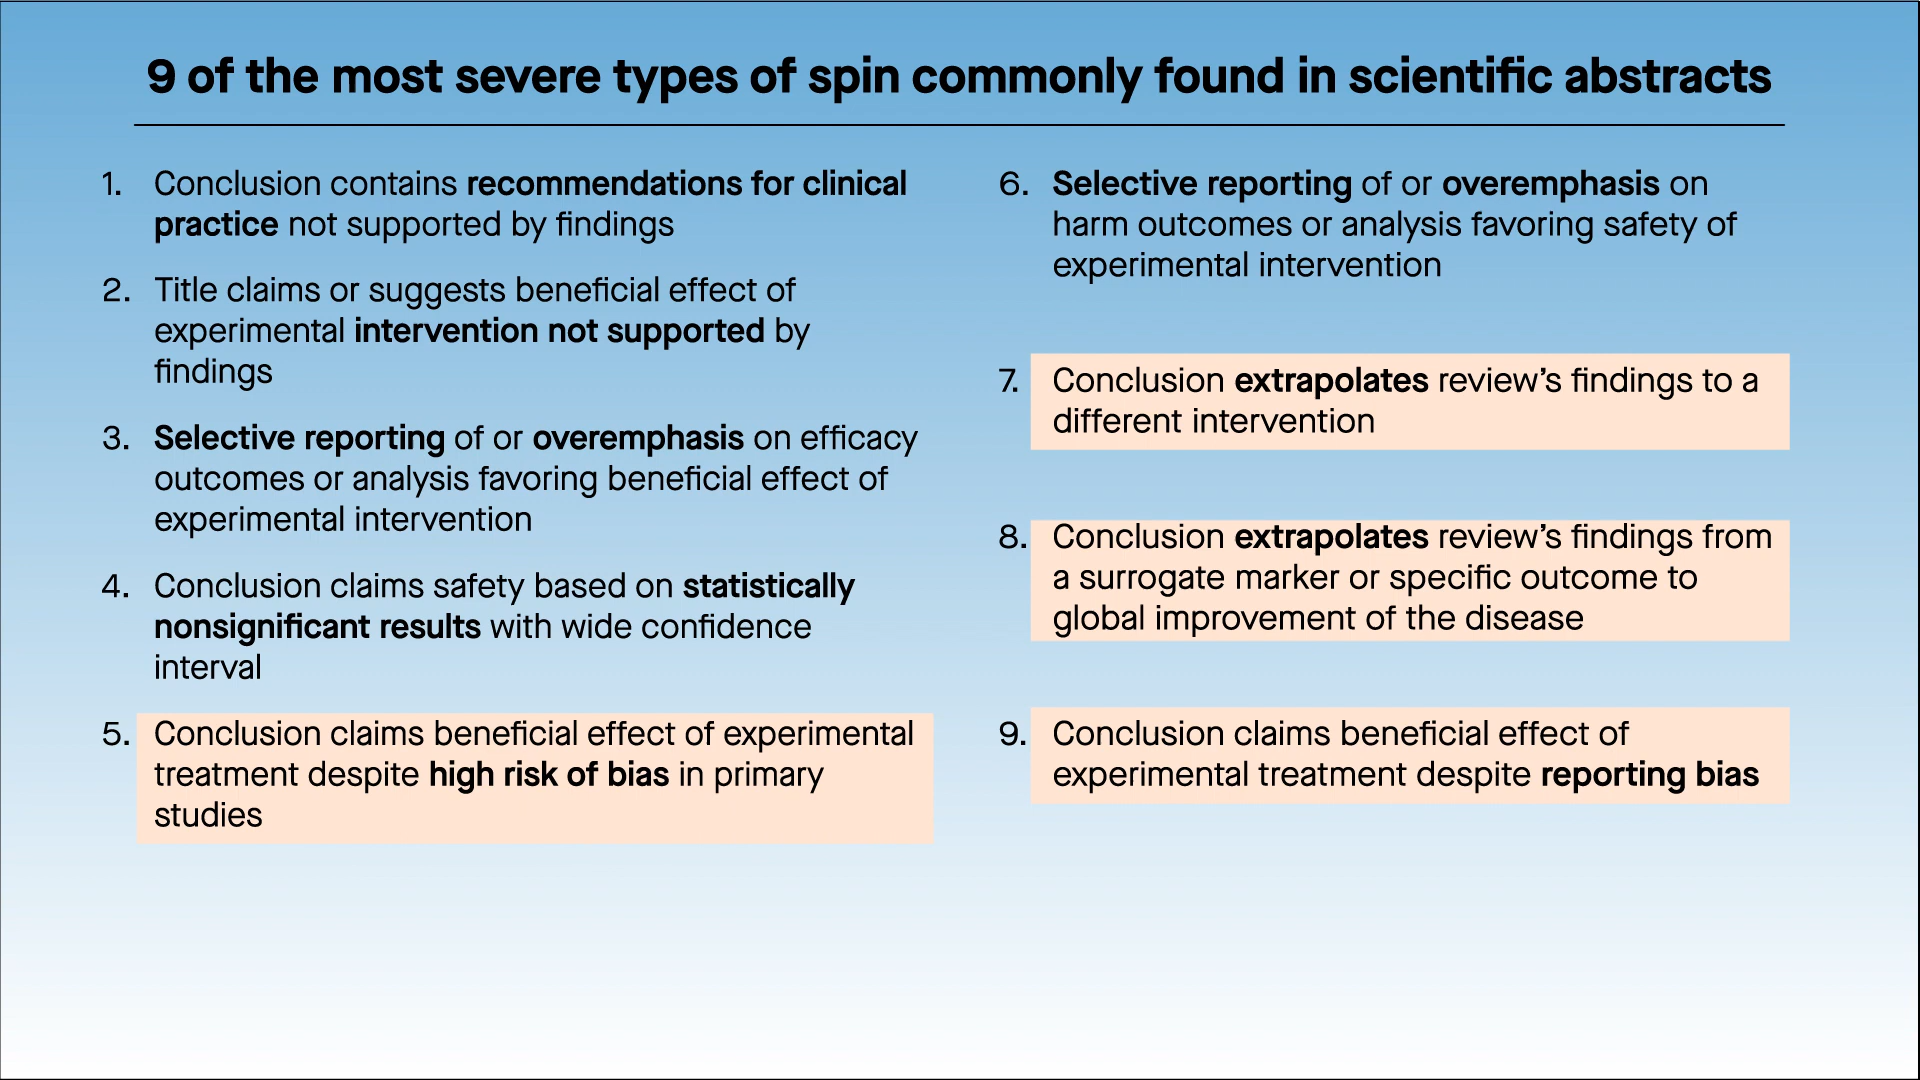 9 of the most severe types of spin commonly found in scientific abstracts
1. Conclusion contains recommendations for clinical
practice not supported by findings
2. Title claims or suggests beneficial effect of
experimental intervention not supported by
findings
3. Selective reporting of or overemphasis on efficacy
outcomes or analysis favoring beneficial effect of
experimental intervention
4. Conclusion claims safety based on statistically
nonsignificant results with wide confidence
interval
5. Conclusion claims beneficial effect of experimental
treatment despite high risk of bias in primary
studies
6. Selective reporting of or overemphasis on
harm outcomes or analysis favoring safety of
experimental intervention
7. Conclusion extrapolates review’s findings to a
different intervention
8. Conclusion extrapolates review’s findings from
a surrogate marker or specific outcome to
global improvement of the disease
9. Conclusion claims beneficial effect of
experimental treatment despite reporting bias